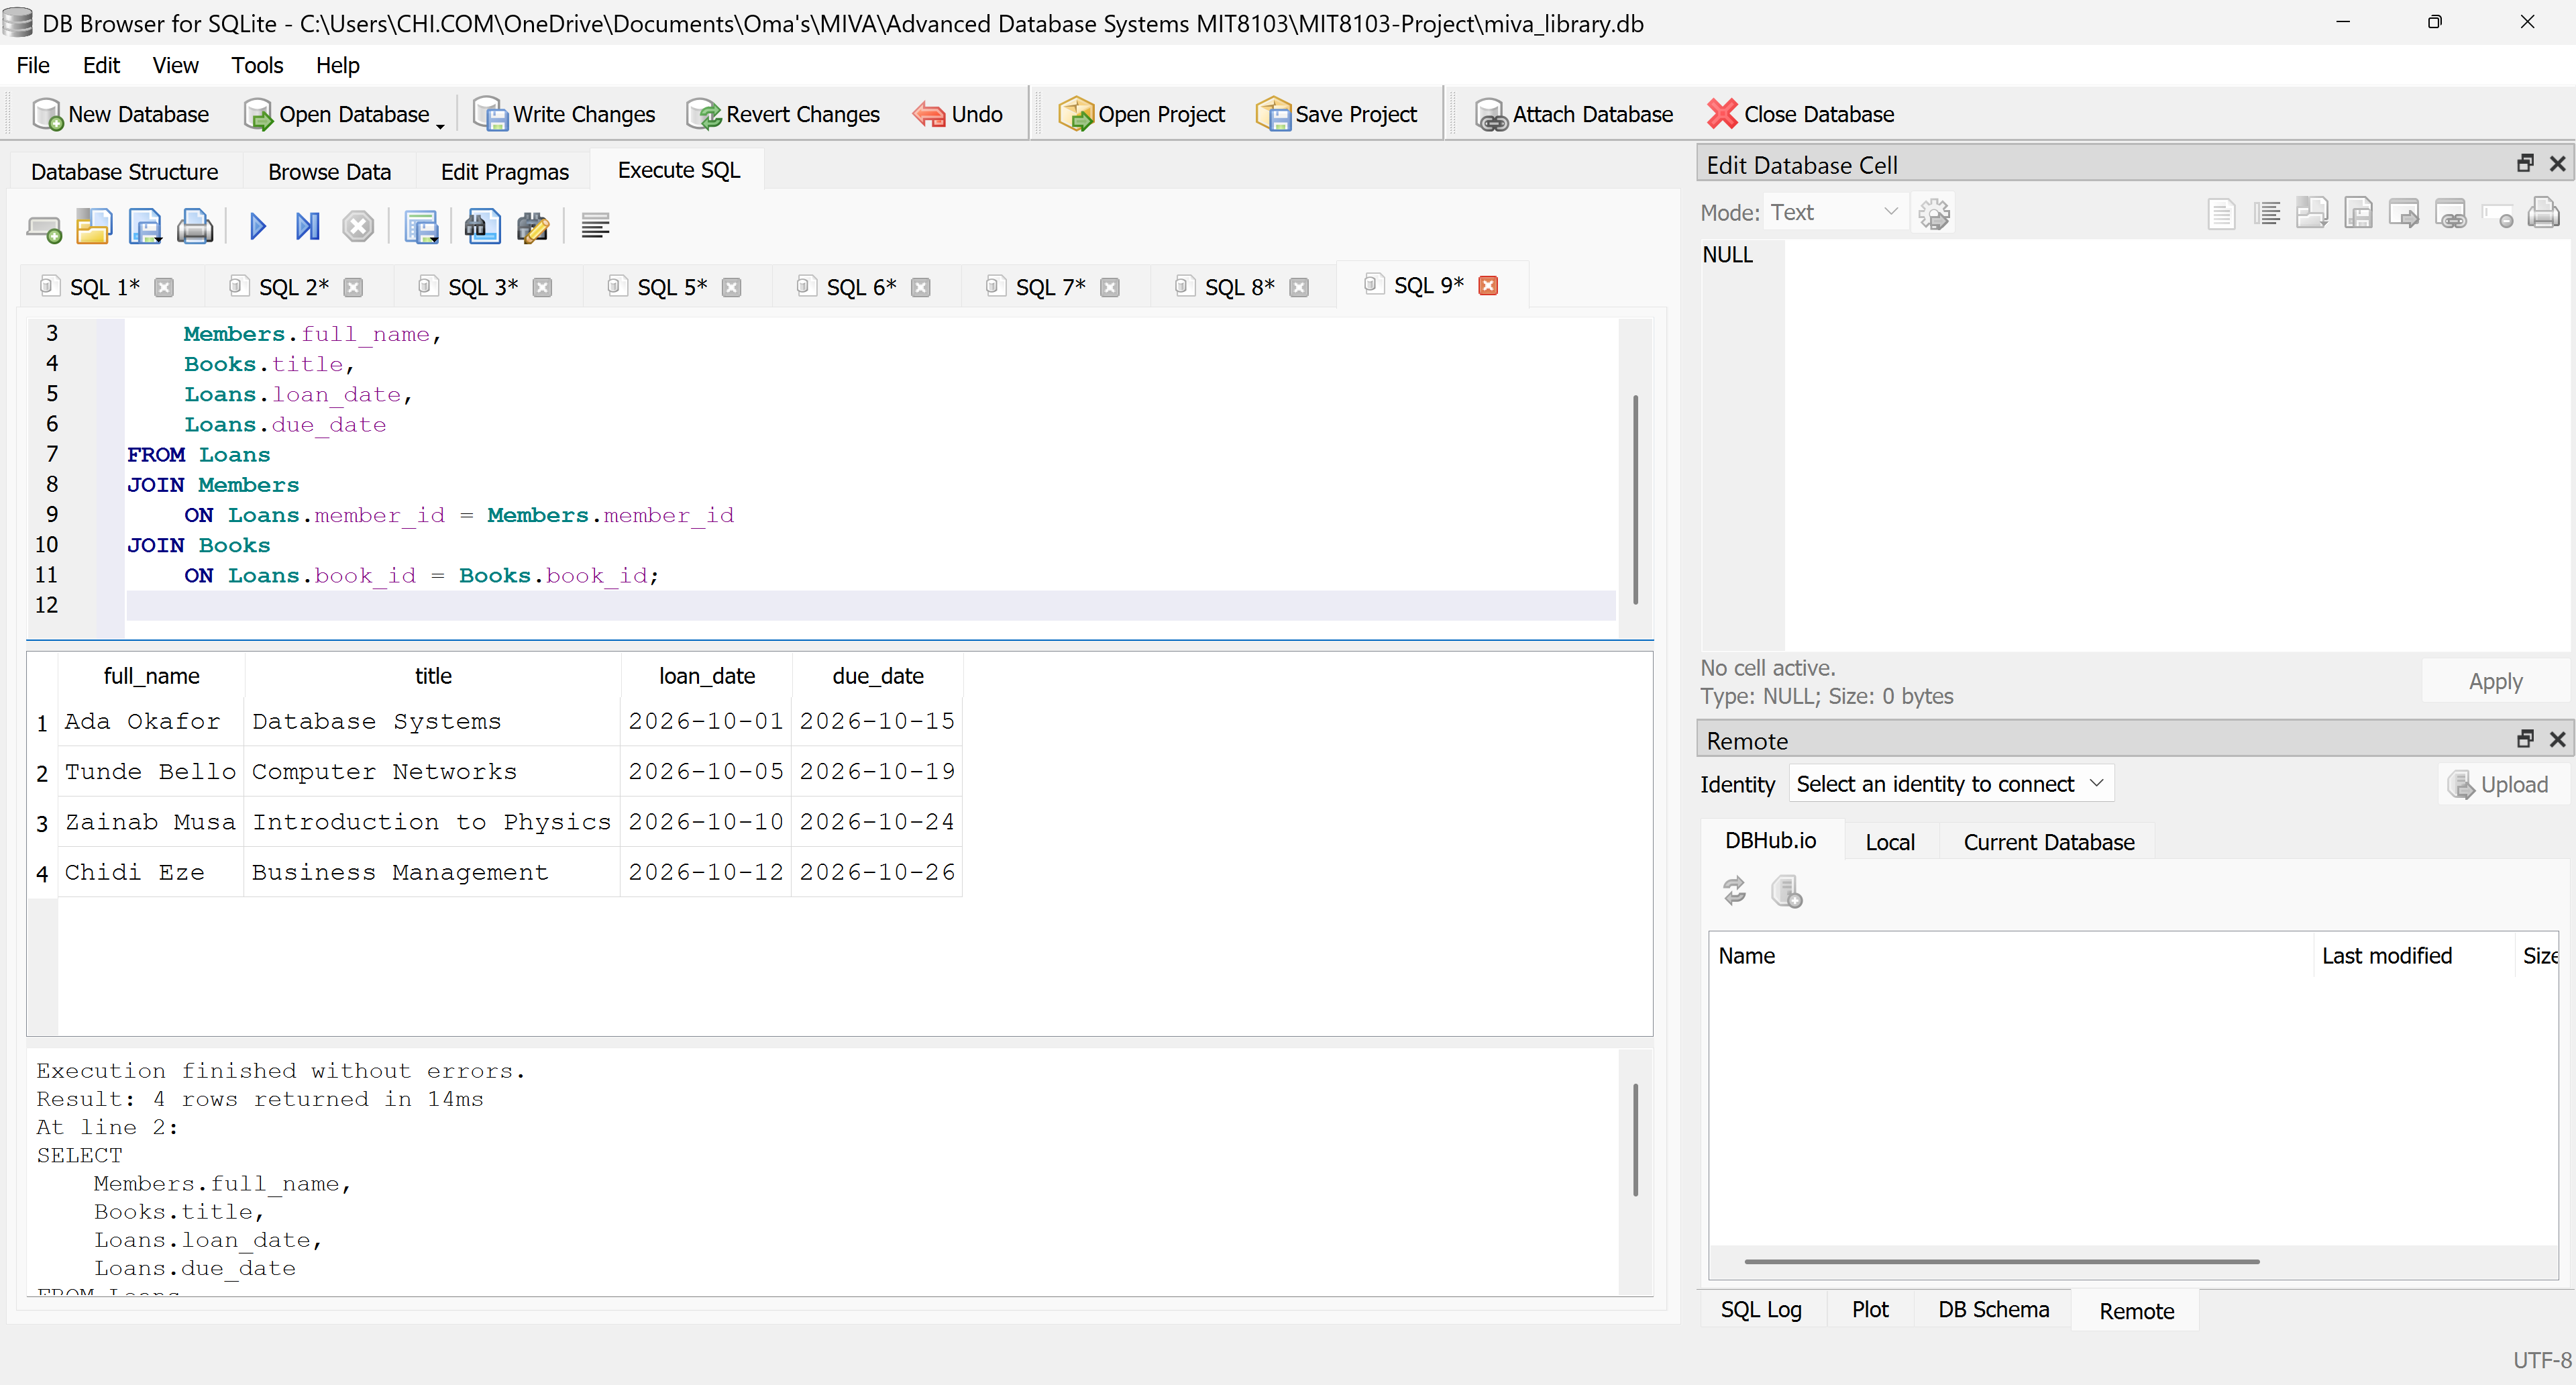 DB Browser for SQLite - C:\Users\CHI.COM\OneDrive\Documents\Oma's\MIVA\Advanced Database Systems MIT8103\MIT8103-Project\miva_library.db
File Edit View Tools Help
New Database Open Database Write Changes Revert Changes Undo Open Project Save Project Attach Database Close Database
Database Structure Browse Data Edit Pragmas Execute SQL
SQL 1* SQL 2* SQL 3* SQL 5* SQL 6* SQL 7* SQL 8* SQL 9*
3 Members.full_name,
4 Books.title,
5 Loans.loan_date,
6 Loans.due_date
7 FROM Loans
8 JOIN Members
9 ON Loans.member_id = Members.member_id
10 JOIN Books
11 ON Loans.book_id = Books.book_id;
12
full_name title loan_date due_date
1 Ada Okafor Database Systems 2026-10-01 2026-10-15
2 Tunde Bello Computer Networks 2026-10-05 2026-10-19
3 Zainab Musa Introduction to Physics 2026-10-10 2026-10-24
4 Chidi Eze Business Management 2026-10-12 2026-10-26
Execution finished without errors.
Result: 4 rows returned in 14ms
At line 2:
SELECT
Members.full_name,
Books.title,
Loans.loan_date,
Loans.due_date
FROM Loans
Edit Database Cell
Mode: Text
NULL
No cell active.
Type: NULL; Size: 0 bytes
Apply
Remote
Identity Select an identity to connect Upload
DBHub.io Local Current Database
Name Last modified Size
SQL Log Plot DB Schema Remote
UTF-8